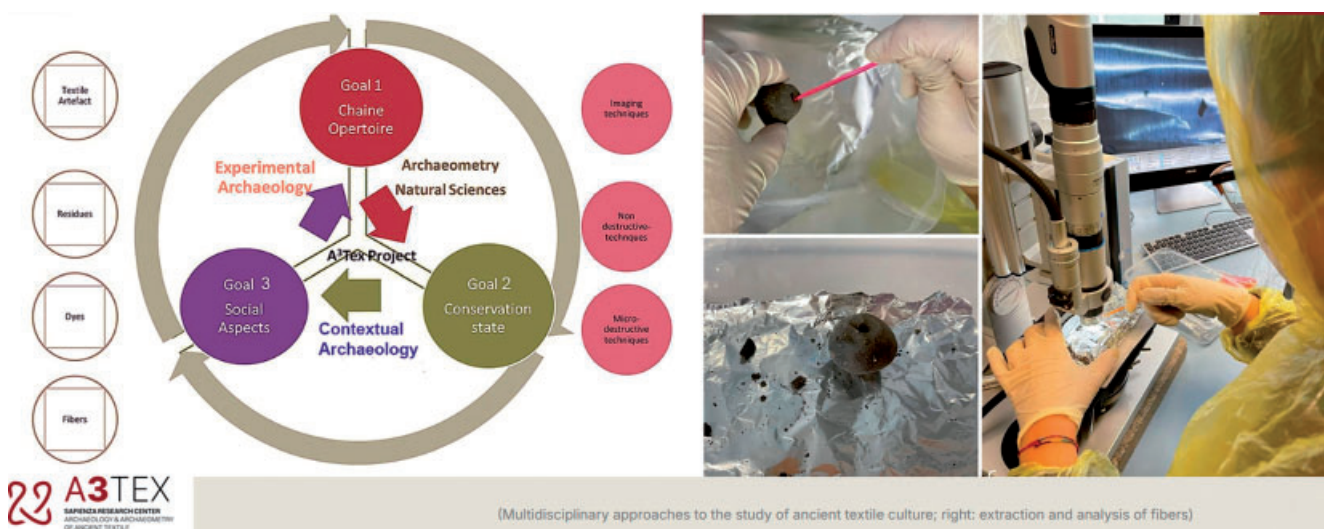 Textile
Artefact
Residues
Dyes
Fibers
Goal 1
Chaine
Opertoire
Experimental
Archaeology
Archaeometry
Natural Sciences
A³Tex Project
Goal 3
Social
Aspects
Goal 2
Conservation
state
Contextual
Archaeology
Imaging
techniques
Non
destructive-
techniques
Micro-
destructive
techniques
A3TEX
SAPIENZA RESEARCH CENTER
ARCHAEOLOGY & ARCHAEOMETRY
OF ANCIENT TEXTILE
(Multidisciplinary approaches to the study of ancient textile culture; right: extraction and analysis of fibers)